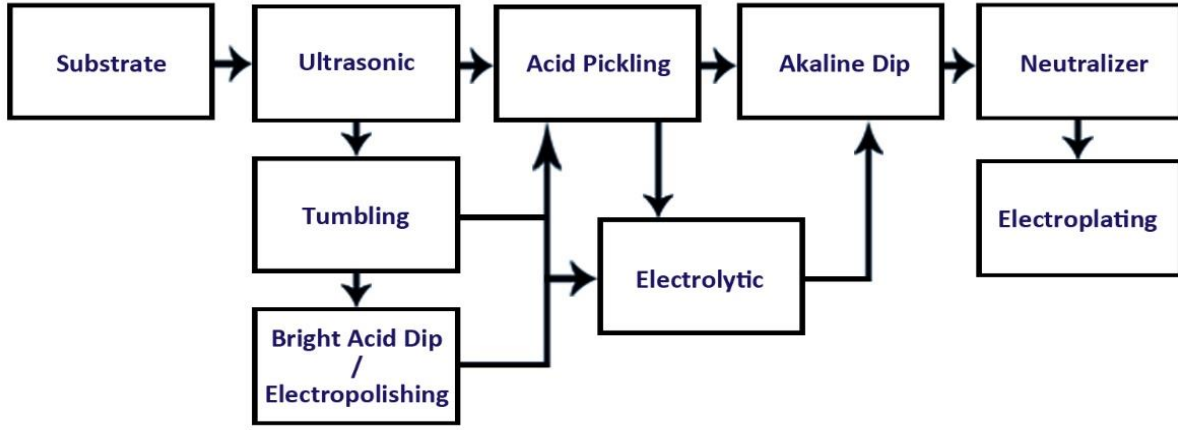 Substrate
Ultrasonic
Acid Pickling
Akaline Dip
Neutralizer
Tumbling
Electrolytic
Electroplating
Bright Acid Dip
/
Electropolishing